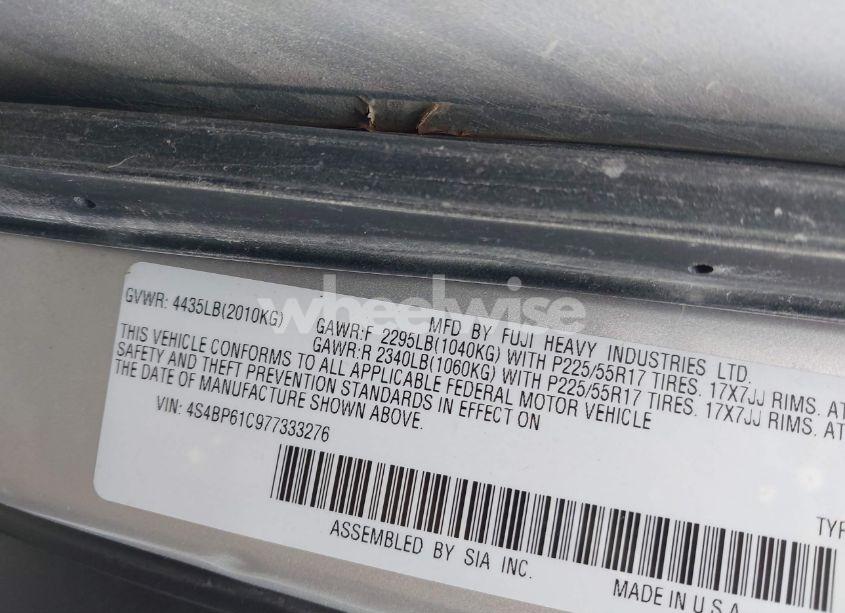 MFD BY FUJI HEAVY INDUSTRIES LTD.
GVWR: 4435LB(2010KG) GAWR:F 2295LB(1040KG) WITH P225/55R17 TIRES. 17X7JJ RIMS. AT
GAWR:R 2340LB(1060KG) WITH P225/55R17 TIRES. 17X7JJ RIMS. AT
THIS VEHICLE CONFORMS TO ALL APPLICABLE FEDERAL MOTOR VEHICLE
SAFETY AND THEFT PREVENTION STANDARDS IN EFFECT ON
THE DATE OF MANUFACTURE SHOWN ABOVE.
VIN: 4S4BP61C977333276
TYP
ASSEMBLED BY SIA INC.
MADE IN U.S.A
wheelwise